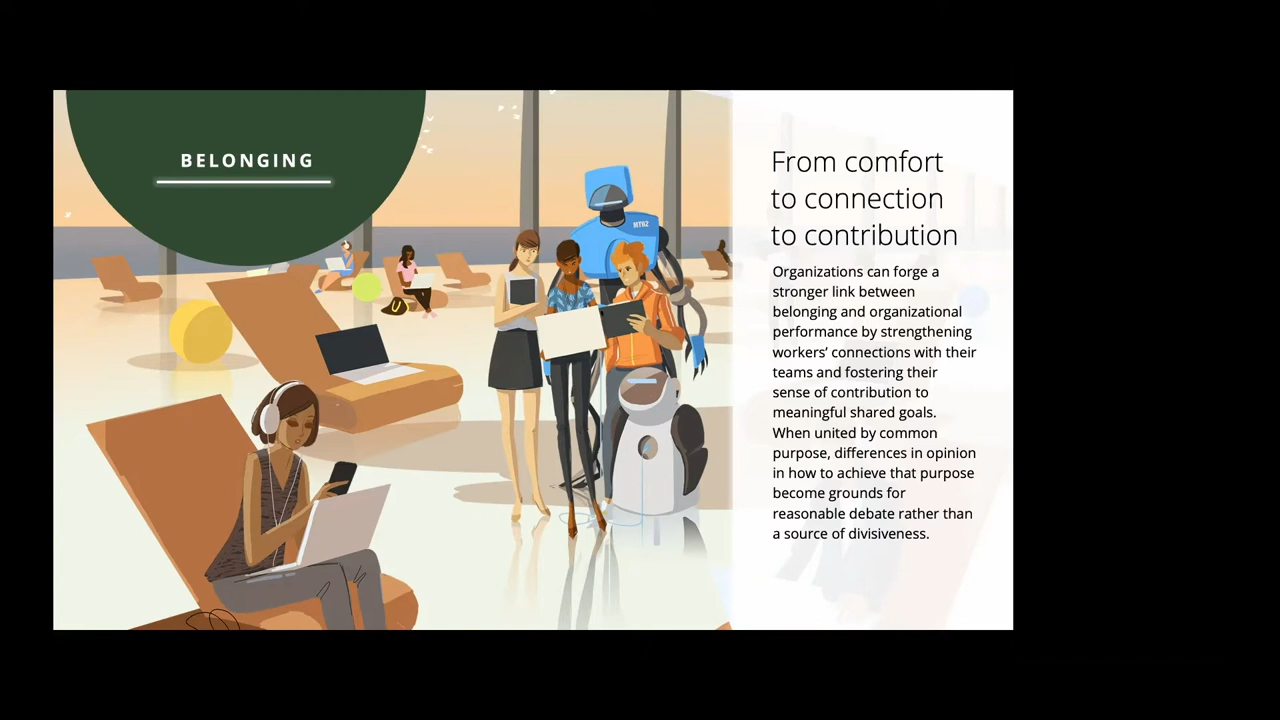 BELONGING
MTR2
From comfort
to connection
to contribution
Organizations can forge a
stronger link between
belonging and organizational
performance by strengthening
workers’ connections with their
teams and fostering their
sense of contribution to
meaningful shared goals.
When united by common
purpose, differences in opinion
in how to achieve that purpose
become grounds for
reasonable debate rather than
a source of divisiveness.